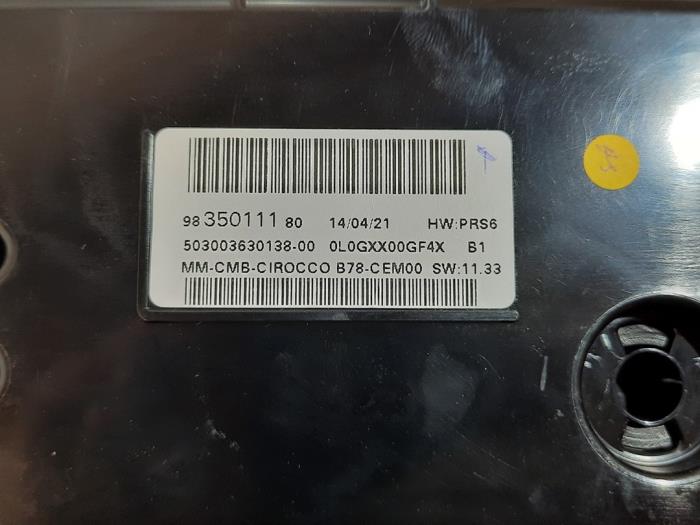 98 350111 80 14/04/21 HW:PRS6
503003630138-00 0L0GXX00GF4X B1
MM-CMB-CIROCCO B78-CEM00 SW:11.33